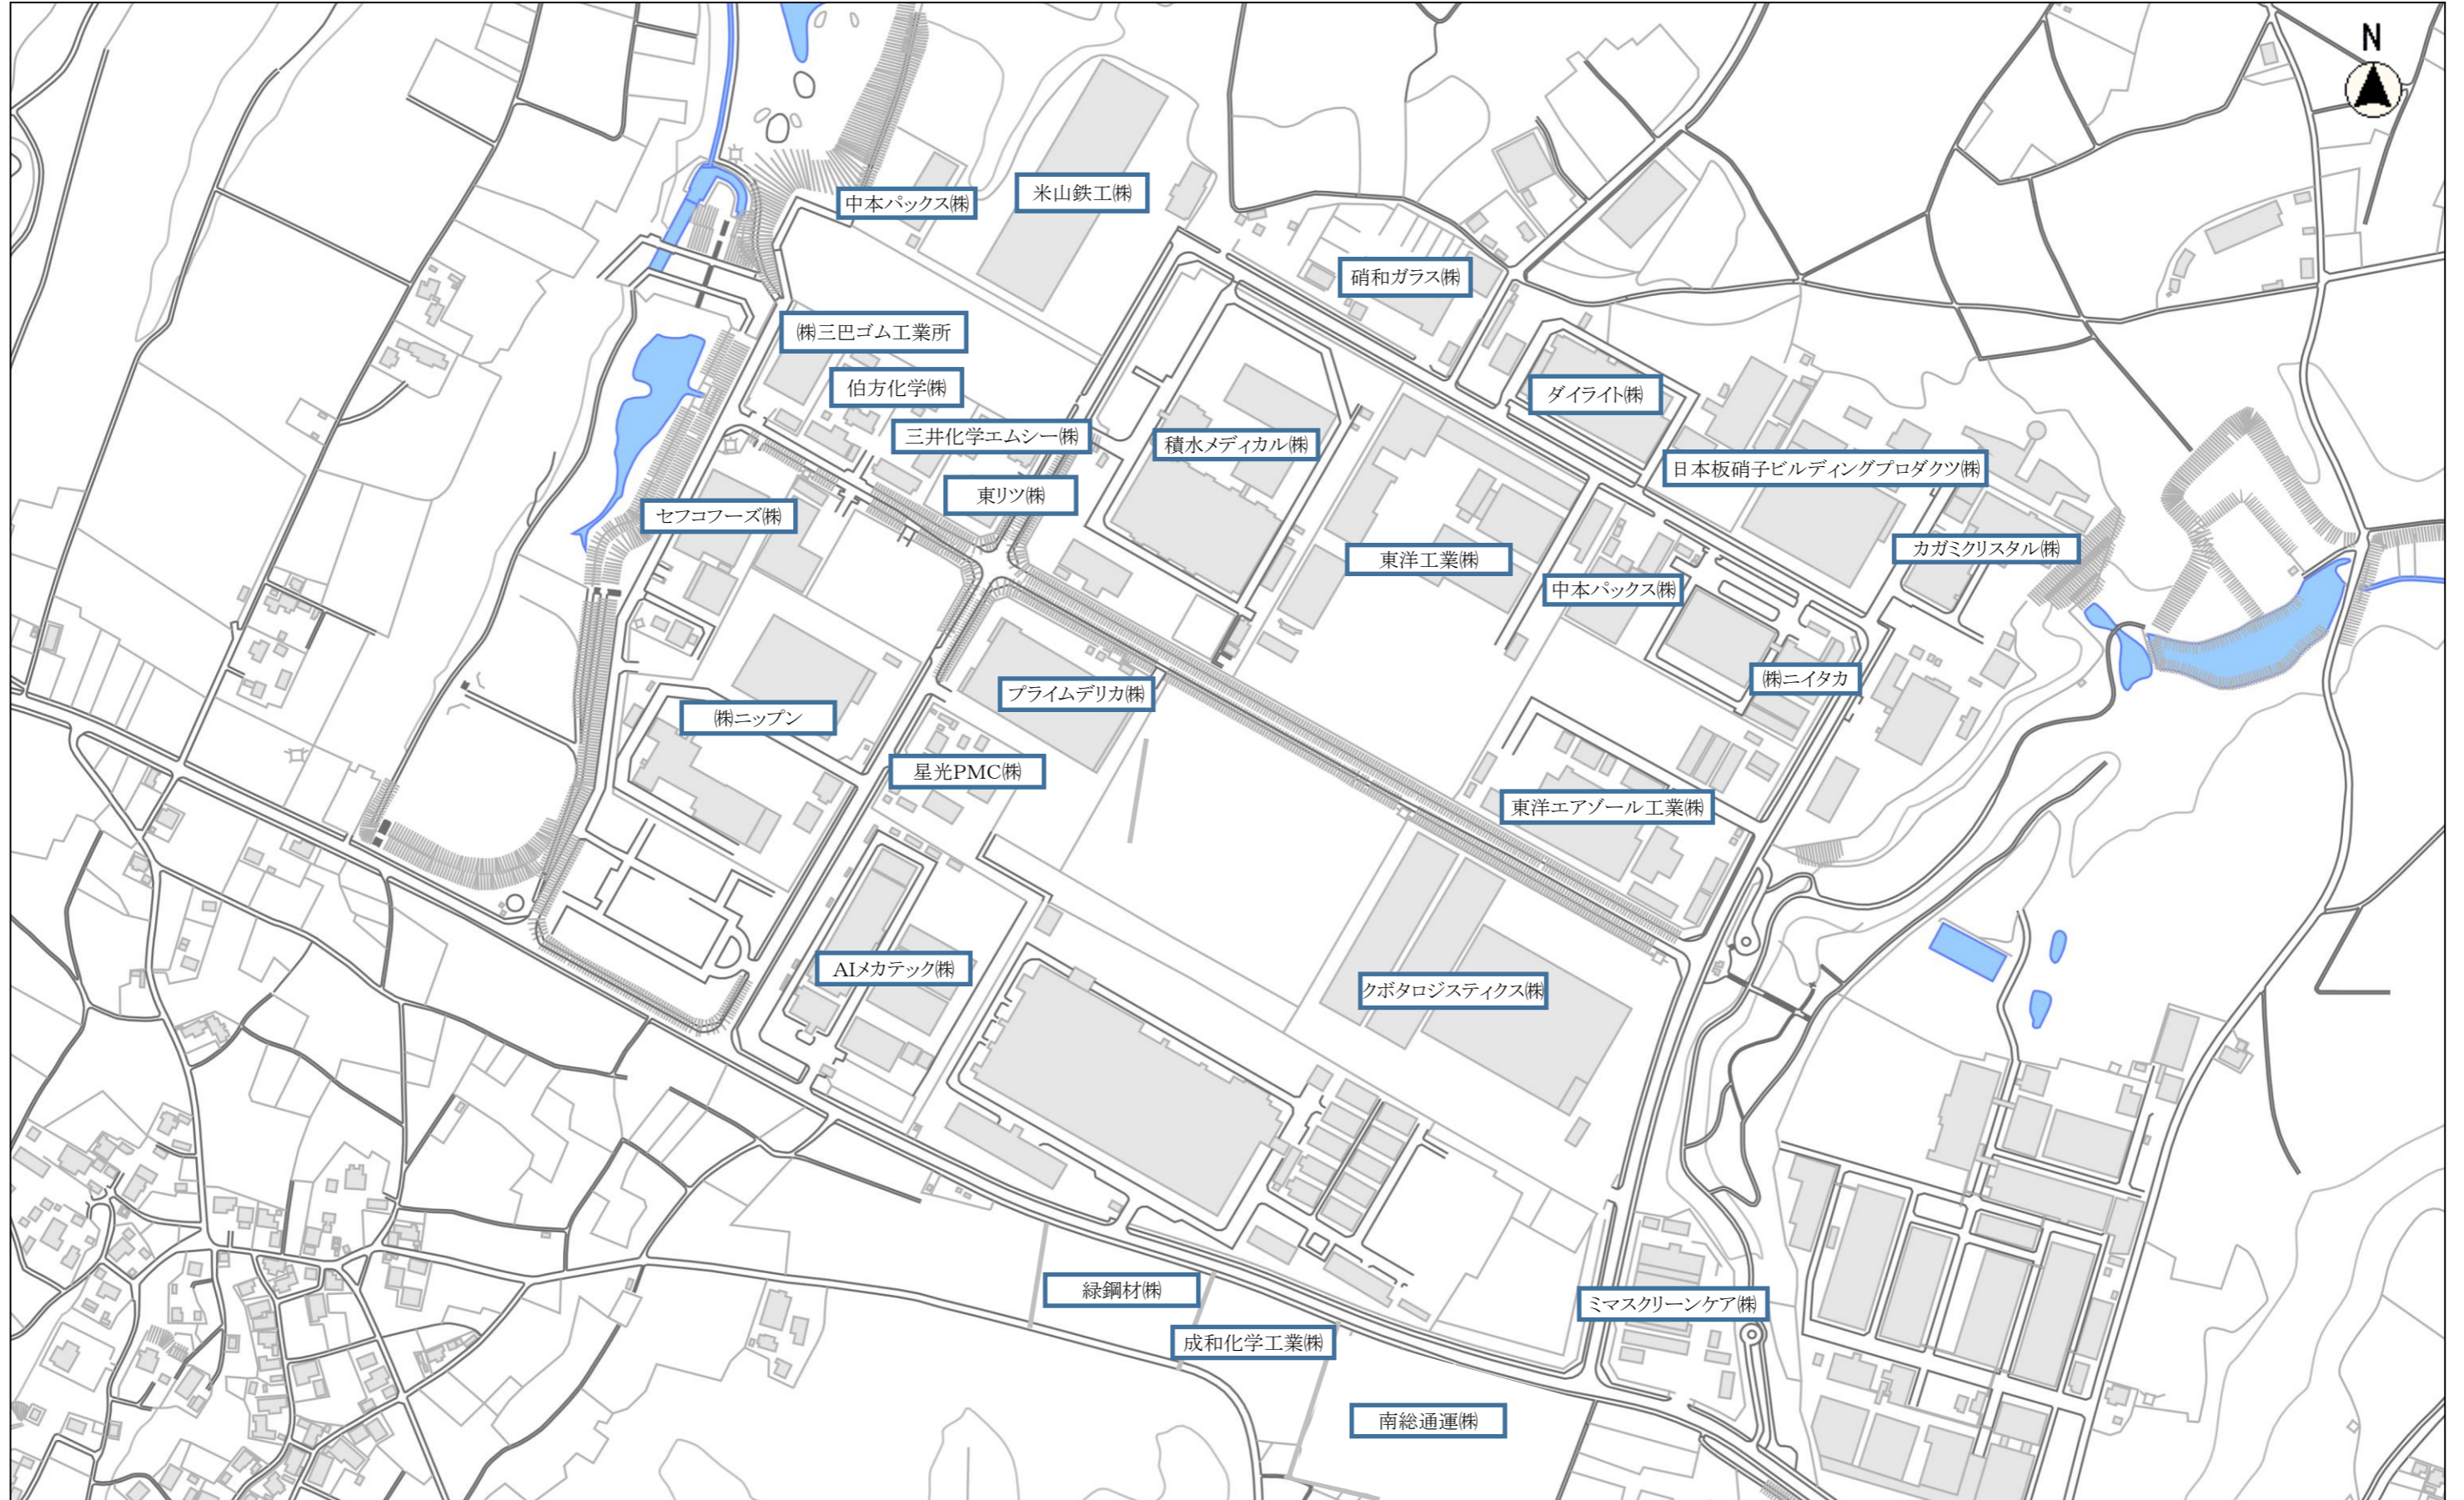 N
中本パックス㈱
米山鉄工㈱
硝和ガラス㈱
㈱三巴ゴム工業所
伯方化学㈱
ダイライト㈱
三井化学エムシー㈱
積水メディカル㈱
日本板硝子ビルディングプロダクツ㈱
東リツ㈱
セフコフーズ㈱
カガミクリスタル㈱
東洋工業㈱
中本パックス㈱
㈱ニイタカ
プライムデリカ㈱
㈱ニップン
星光PMC㈱
東洋エアゾール工業㈱
AIメカテック㈱
クボタロジスティクス㈱
緑鋼材㈱
ミマスクリーンケア㈱
成和化学工業㈱
南総通運㈱